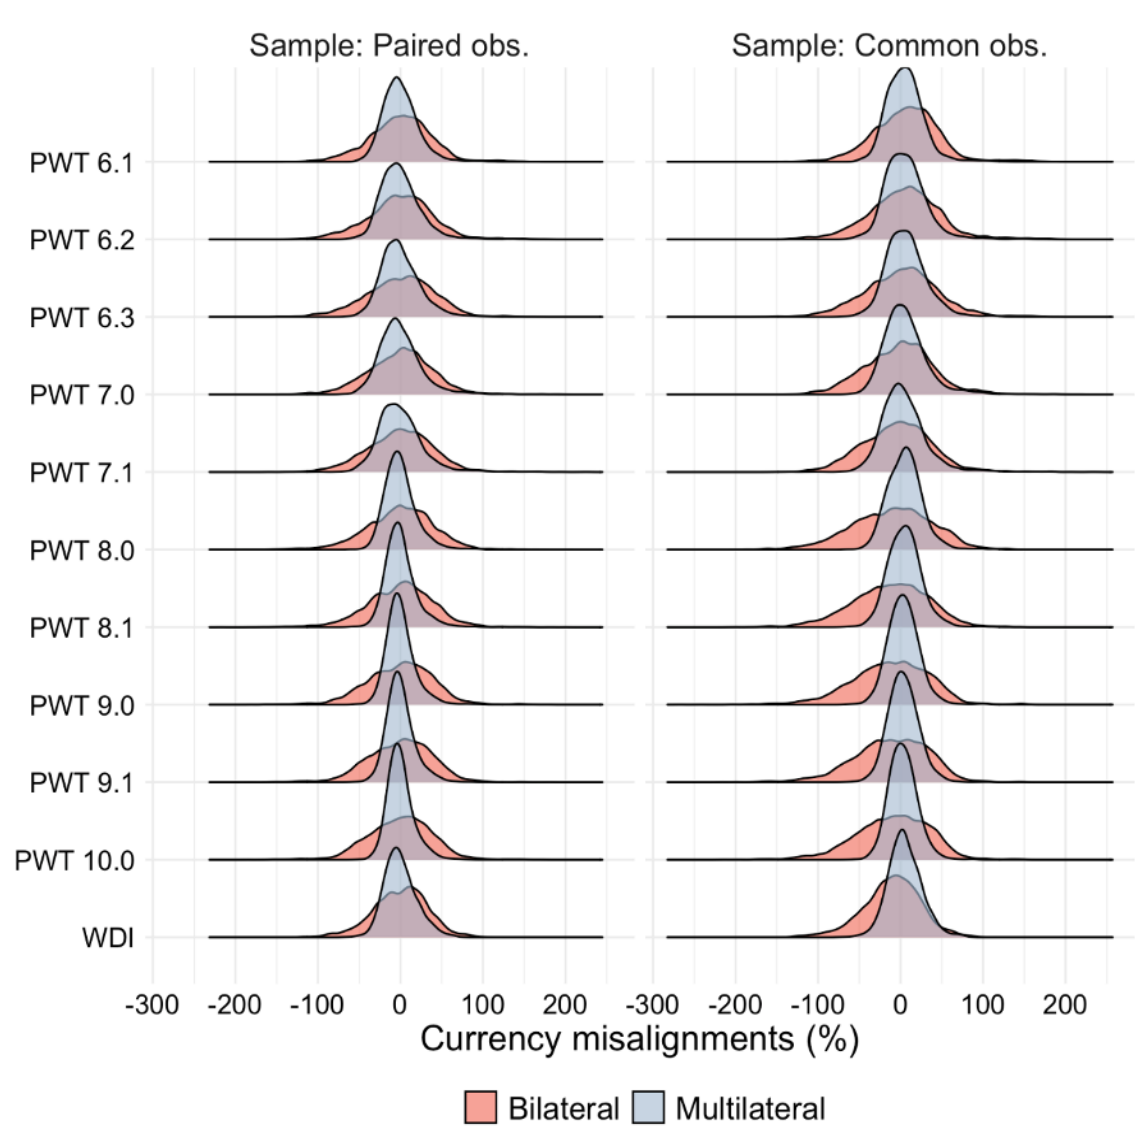 Sample: Paired obs.
Sample: Common obs.
PWT 6.1
PWT 6.2
PWT 6.3
PWT 7.0
PWT 7.1
PWT 8.0
PWT 8.1
PWT 9.0
PWT 9.1
PWT 10.0
WDI
-300 -200 -100 0 100 200 -300 -200 -100 0 100 200
Currency misalignments (%)
Bilateral Multilateral